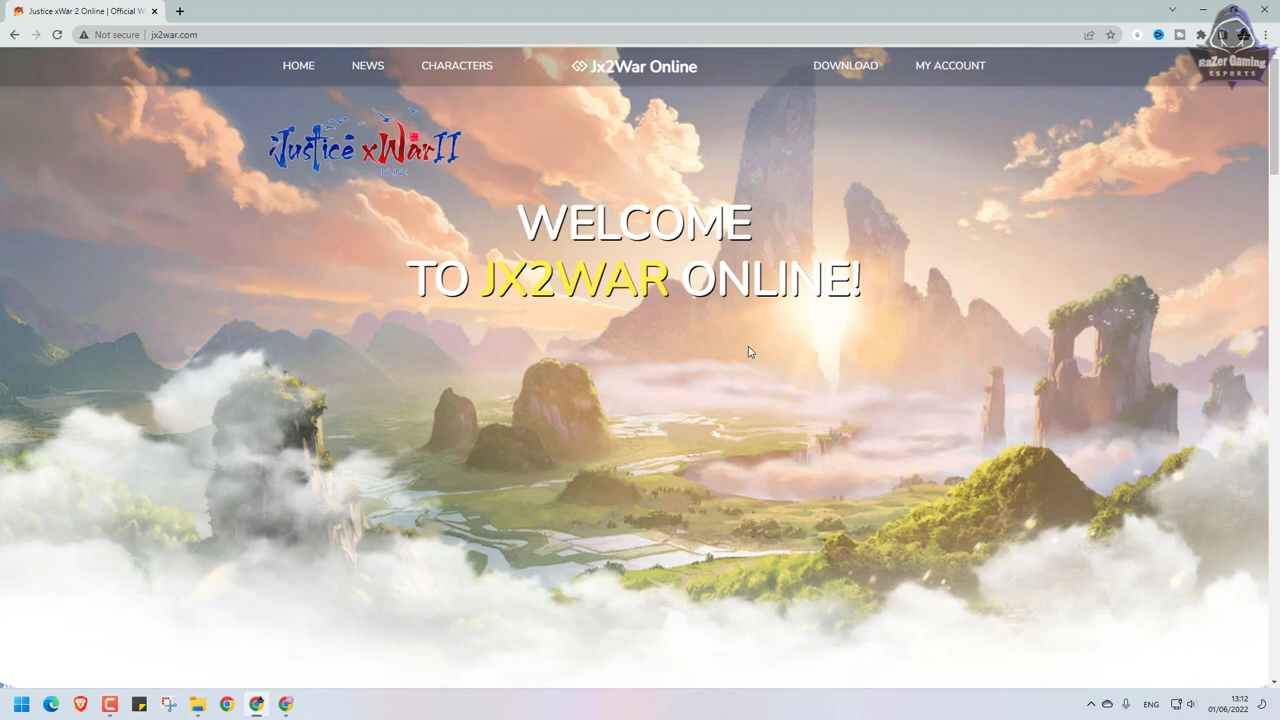 Justice xWar 2 Online | Official W
Not secure
jx2war.com
RaZer Gaming
ESPORTS
HOME
NEWS
CHARACTERS
Jx2War Online
DOWNLOAD
MY ACCOUNT
Justice xWarII
ONLINE
WELCOME
TO JX2WAR ONLINE!
ENG
13:12
01/06/2022